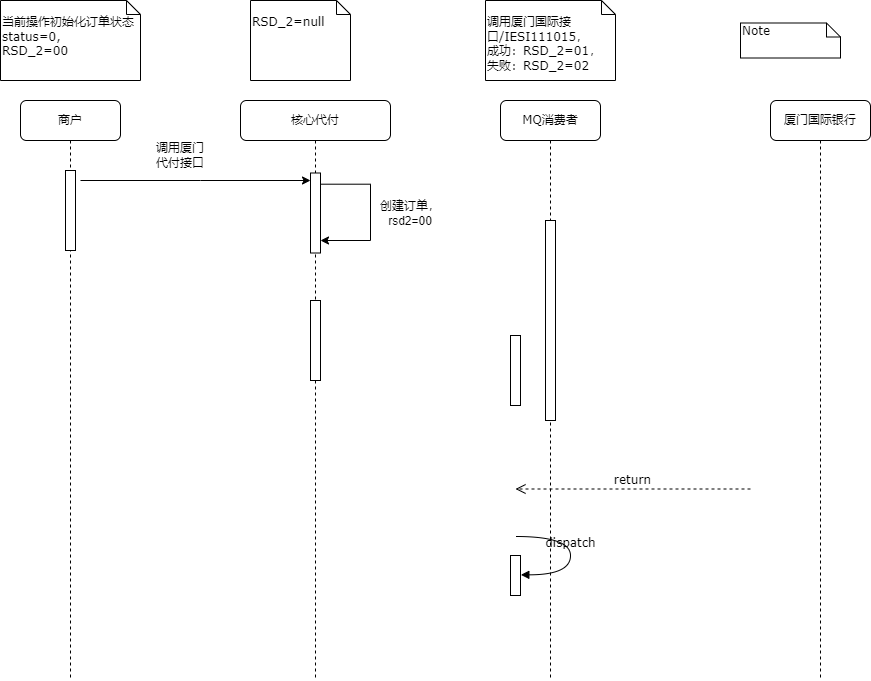 当前操作初始化订单状态
status=0,
RSD_2=00
RSD_2=null
调用厦门国际接
口/IESI111015,
成功：RSD_2=01，
失败：RSD_2=02
Note
商户
核心代付
MQ消费者
厦门国际银行
调用厦门
代付接口
创建订单，
rsd2=00
return
dispatch